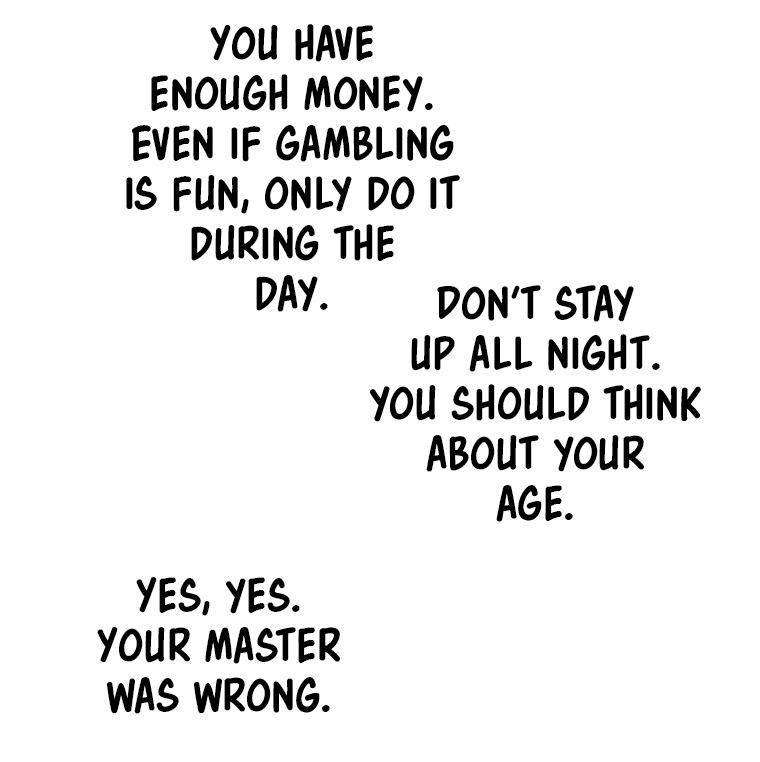 YOU HAVE
ENOUGH MONEY.
EVEN IF GAMBLING
IS FUN, ONLY DO IT
DURING THE
DAY.
DON'T STAY
UP ALL NIGHT.
YOU SHOULD THINK
ABOUT YOUR
AGE.
YES, YES.
YOUR MASTER
WAS WRONG.